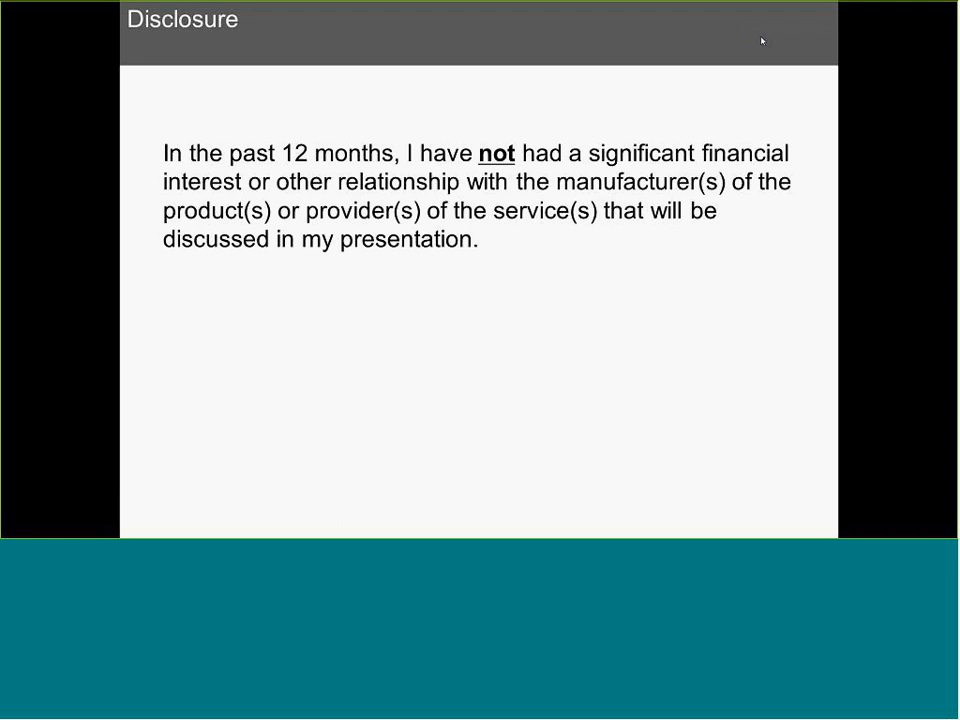 Disclosure
In the past 12 months, I have not had a significant financial
interest or other relationship with the manufacturer(s) of the
product(s) or provider(s) of the service(s) that will be
discussed in my presentation.